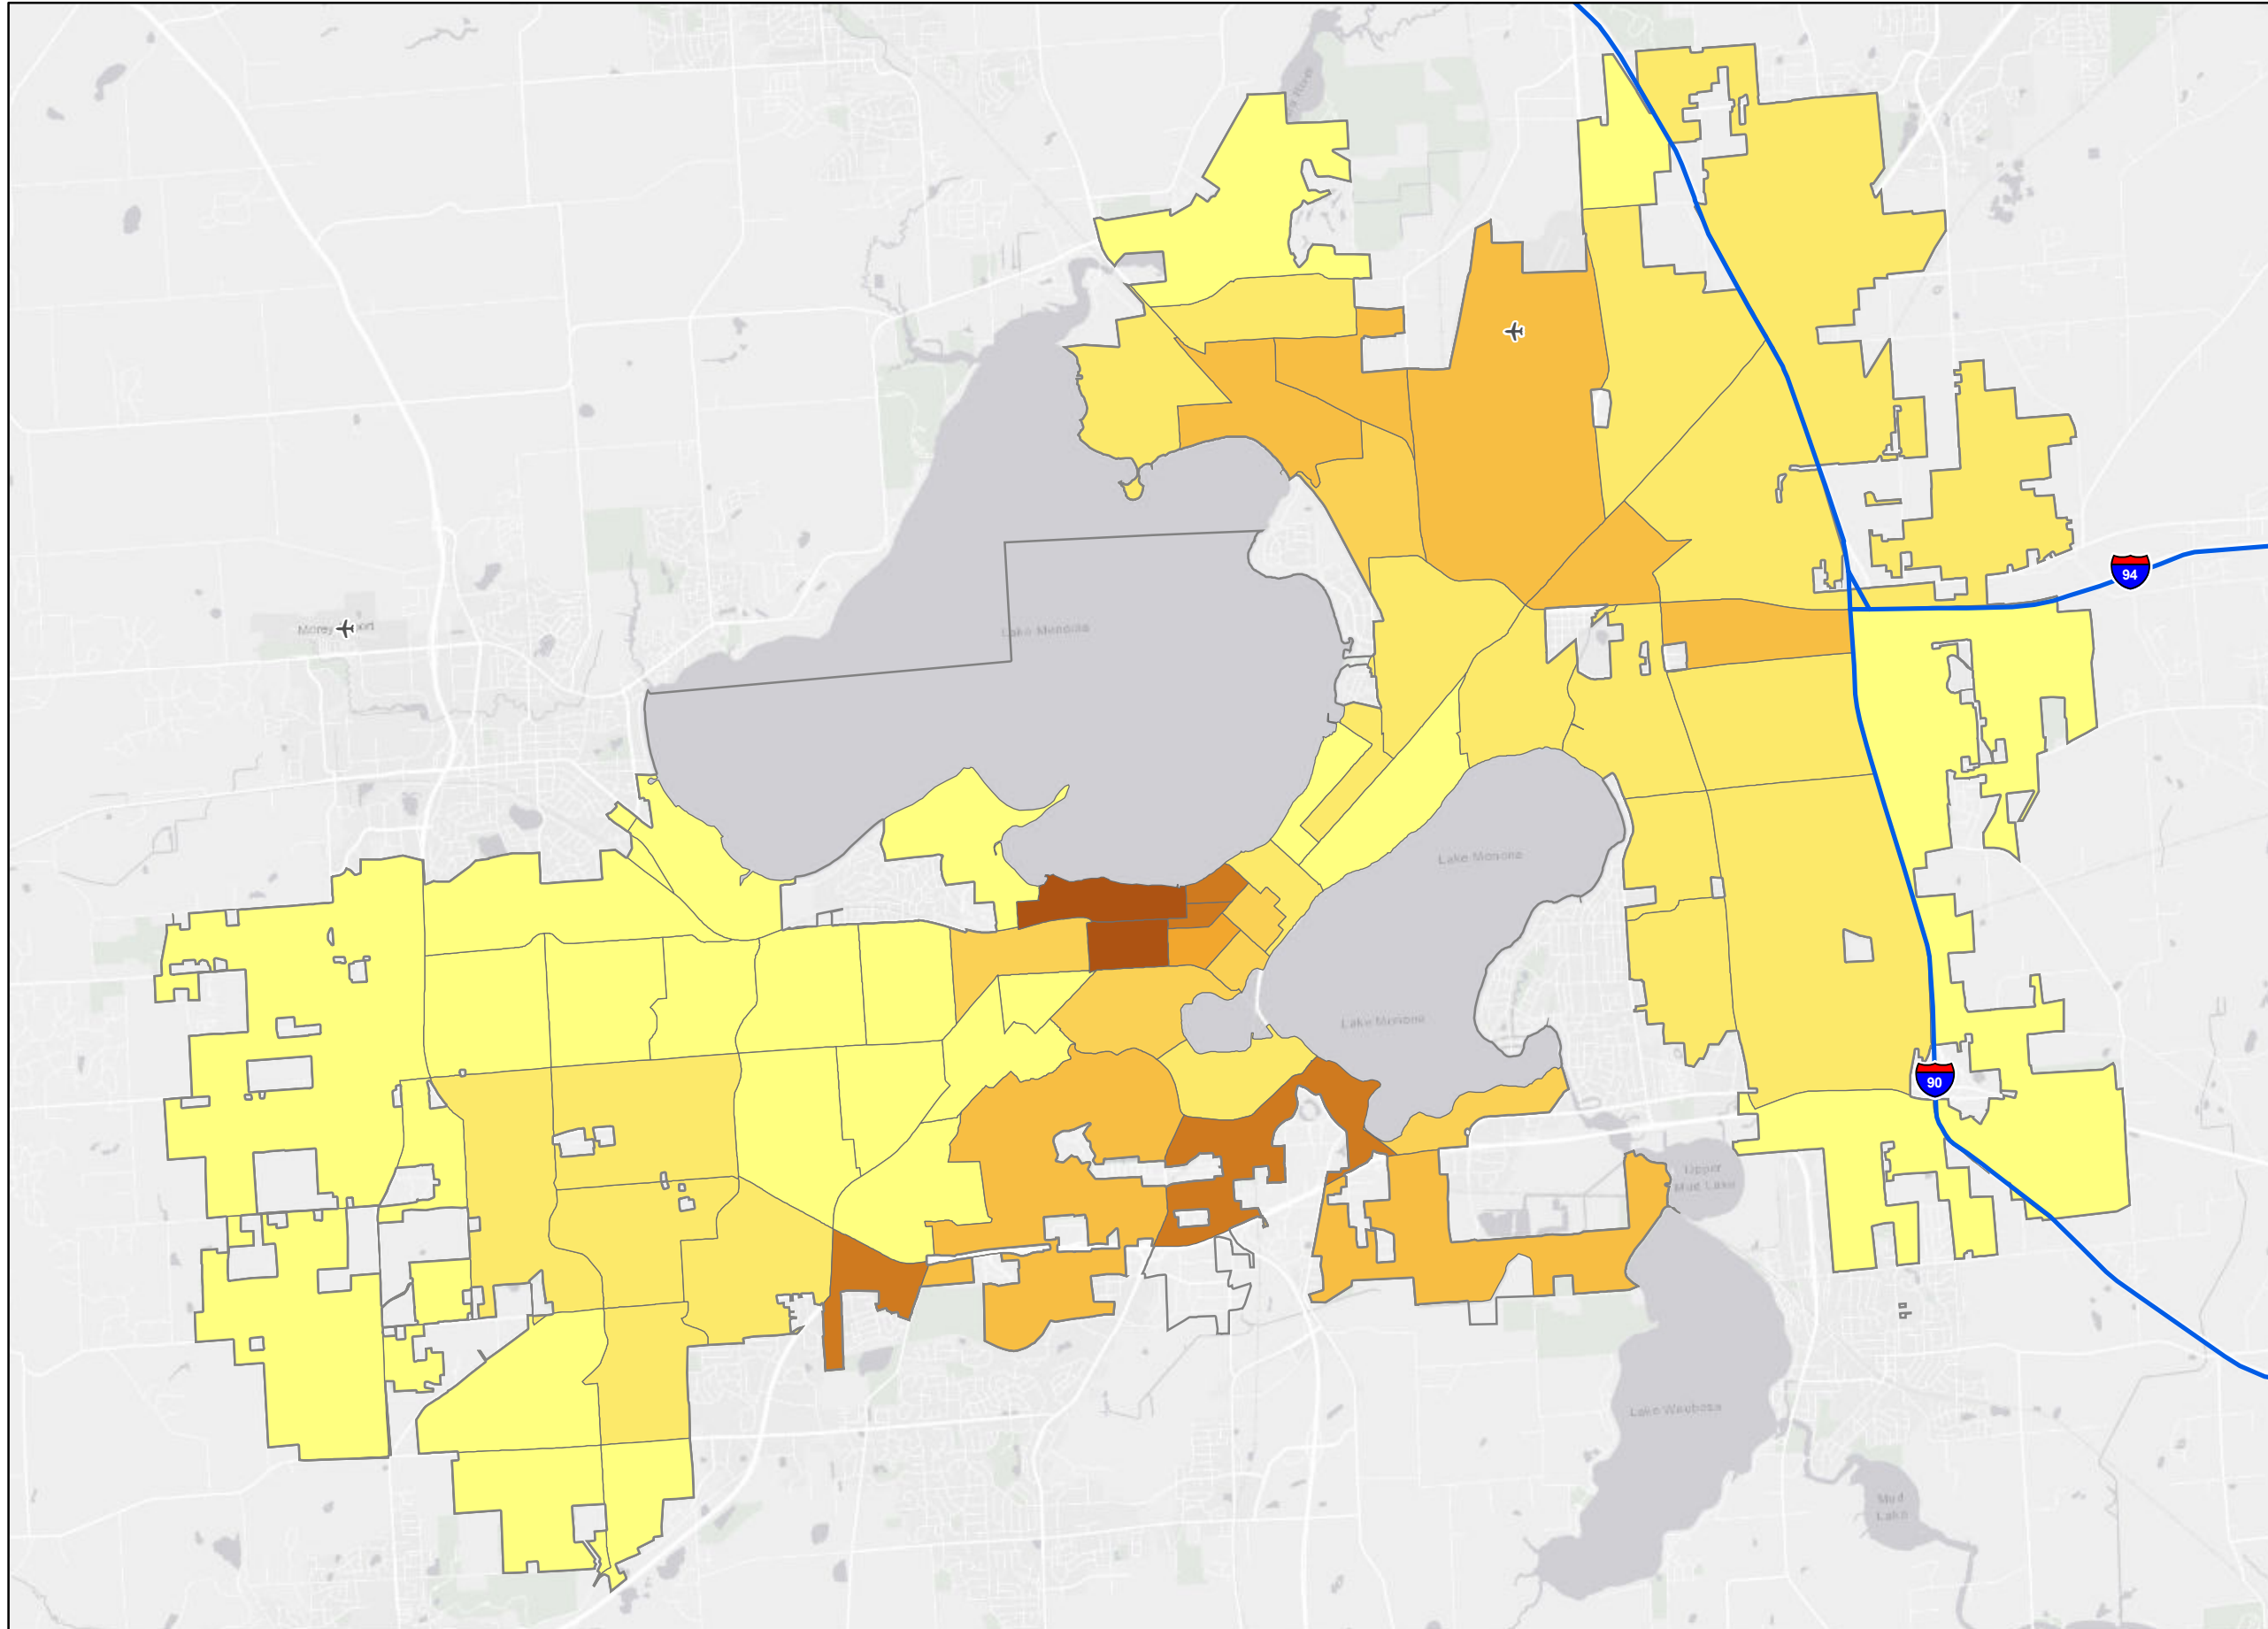 94
Lake Mendota
Lake Monona
Lake Monona
90
Upper
Mud Lake
Lake Waubesa
Mud
Lake